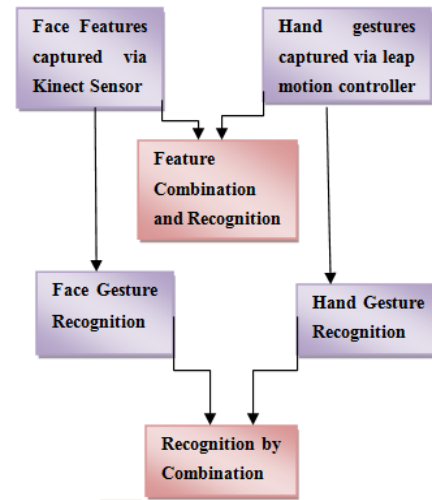 Face Features
captured via
Kinect Sensor
Hand gestures
captured via leap
motion controller
Feature
Combination
and Recognition
Face Gesture
Recognition
Hand Gesture
Recognition
Recognition by
Combination